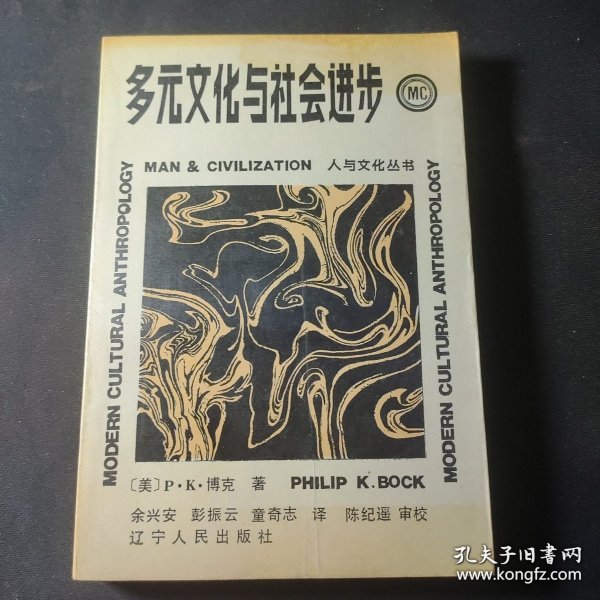 多元文化与社会进步
MC
MAN & CIVILIZATION 人与文化丛书
MODERN CULTURAL ANTHROPOLOGY
MODERN CULTURAL ANTHROPOLOGY
〔美〕P·K·博克 著 PHILIP K.BOCK
余兴安 彭振云 童奇志 译 陈纪遥 审校
辽宁人民出版社
孔夫子旧书网
www.kongfz.com